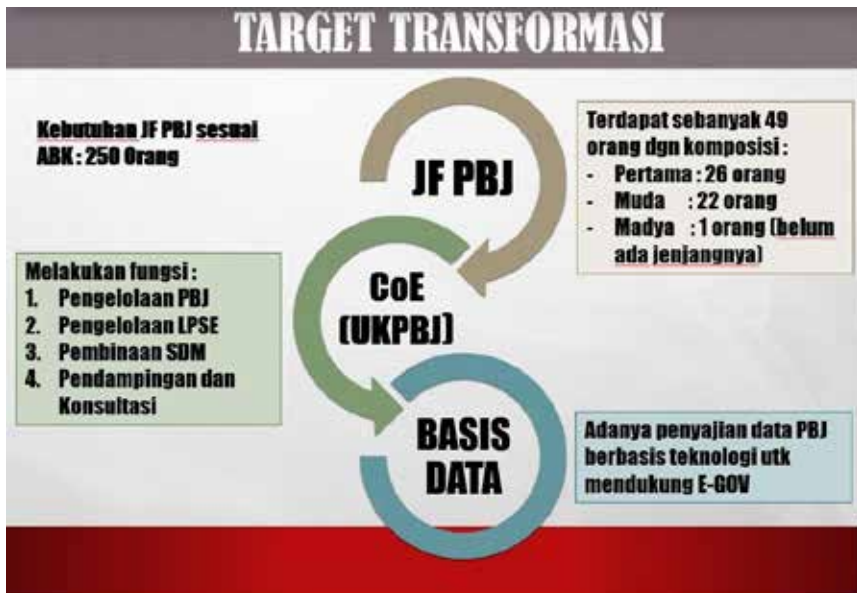 TARGET TRANSFORMASI
Kebutuhan JF PBJ sesuai
ABK : 250 Orang
JF PBJ
Terdapat sebanyak 49
orang dgn komposisi :
- Pertama : 26 orang
- Muda : 22 orang
- Madya : 1 orang (belum
ada jenjangnya)
Melakukan fungsi :
1. Pengelolaan PBJ
2. Pengelolaan LPSE
3. Pembinaan SDM
4. Pendampingan dan
Konsultasi
CoE
(UKPBJ)
BASIS
DATA
Adanya penyajian data PBJ
berbasis teknologi utk
mendukung E-GOV